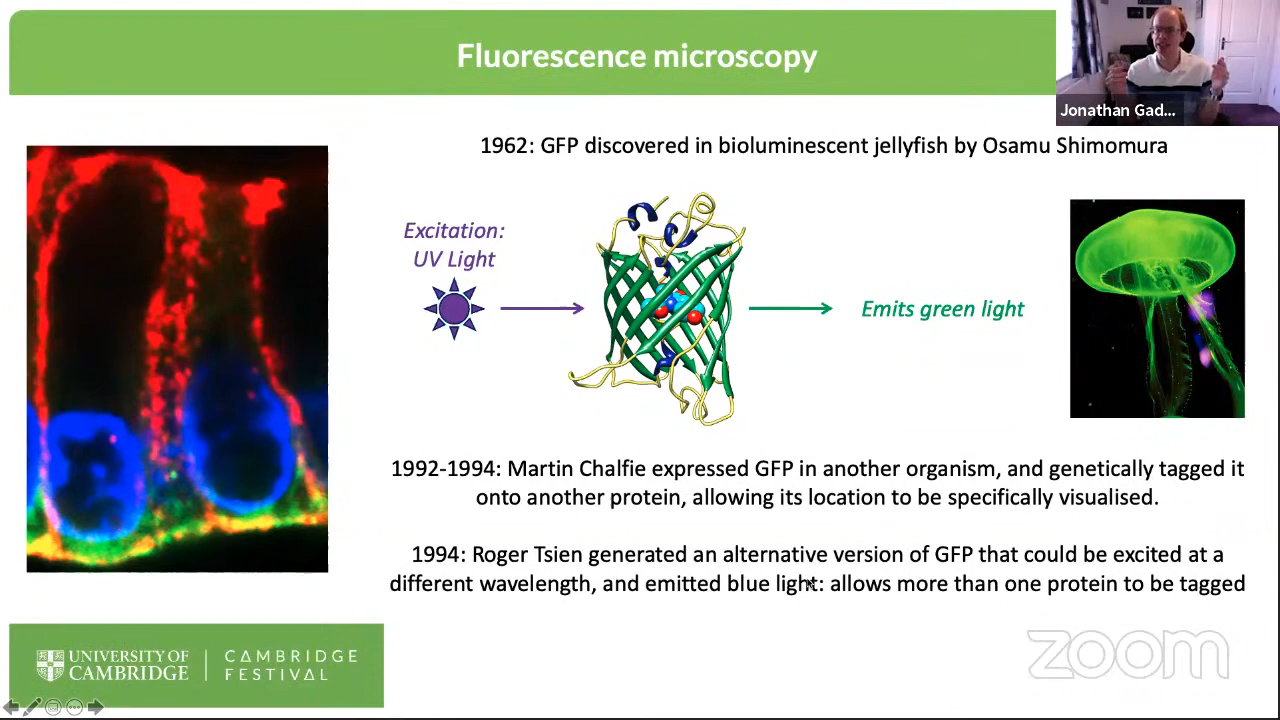 Fluorescence microscopy
Jonathan Gad...
1962: GFP discovered in bioluminescent jellyfish by Osamu Shimomura
Excitation:
UV Light
Emits green light
1992-1994: Martin Chalfie expressed GFP in another organism, and genetically tagged it
onto another protein, allowing its location to be specifically visualised.
1994: Roger Tsien generated an alternative version of GFP that could be excited at a
different wavelength, and emitted blue light: allows more than one protein to be tagged
UNIVERSITY OF
CAMBRIDGE
CAMBRIDGE
FESTIVAL
zoom